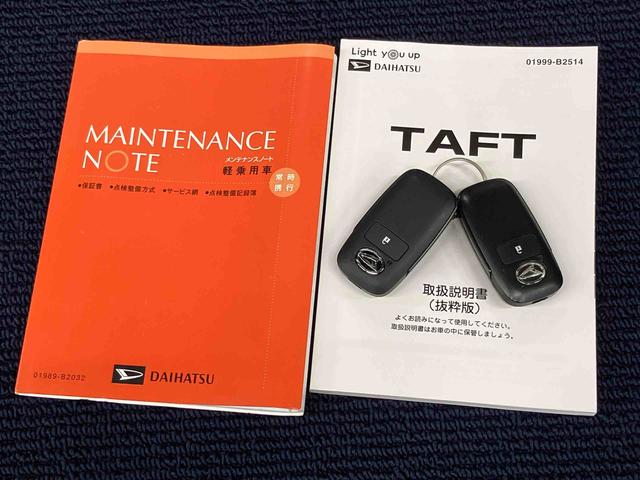 MAINTENANCE
NOTE
メンテナンスノート
軽乗用車
常時
携行
•保証書 •点検整備方式 •サービス網 •点検整備記録簿
01989-B2032
DAIHATSU
Light you up
DAIHATSU
01999-B2514
TAFT
取扱説明書
(抜粋版)
よくお読みになって使用してください。
取扱説明書はお車の中に保管しましょう。